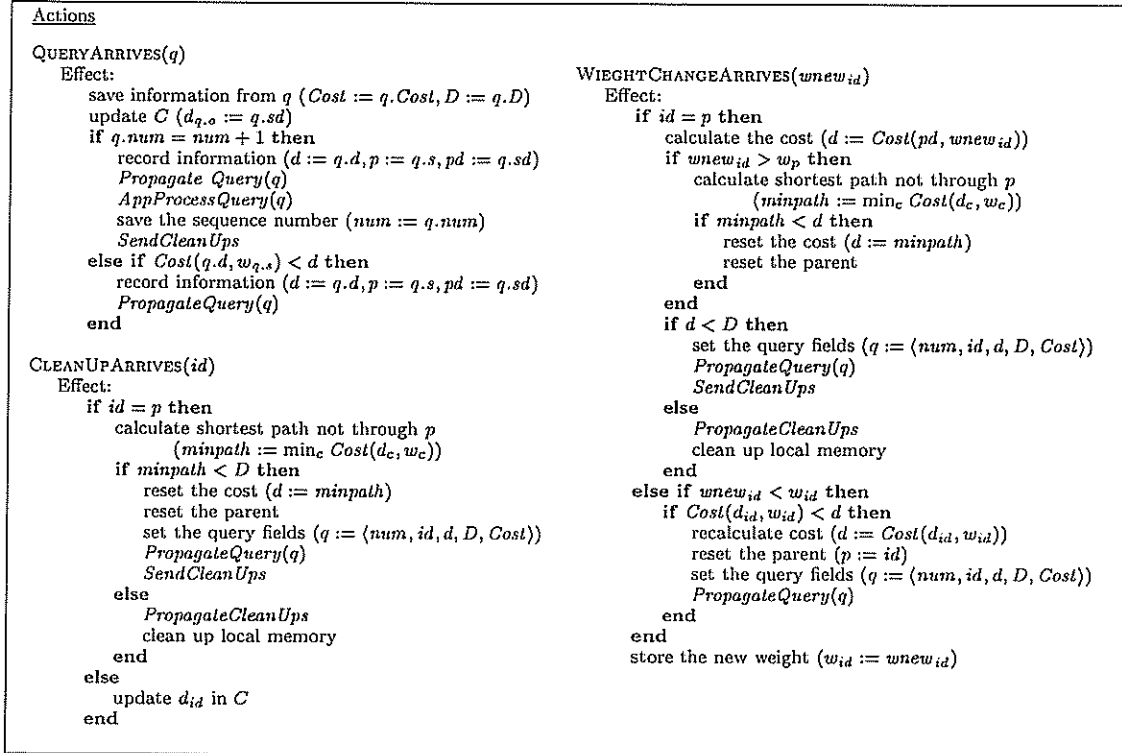 Actions
QUERYARRIVES(q)
Effect:
save information from q (Cost := q.Cost, D := q.D)
update C (d_{q.o} := q.sd)
if q.num = num + 1 then
record information (d := q.d, p := q.s, pd := q.sd)
Propagate Query(q)
AppProcessQuery(q)
save the sequence number (num := q.num)
SendCleanUps
else if Cost(q.d, w_{q.s}) < d then
record information (d := q.d, p := q.s, pd := q.sd)
PropagateQuery(q)
end
CLEANUPARRIVES(id)
Effect:
if id = p then
calculate shortest path not through p
(minpath := min_c Cost(d_c, w_c))
if minpath < D then
reset the cost (d := minpath)
reset the parent
set the query fields (q := ⟨num, id, d, D, Cost⟩)
PropagateQuery(q)
SendCleanUps
else
PropagateCleanUps
clean up local memory
end
else
update d_{id} in C
end
WIEGHTCHANGEARRIVES(wnew_{id})
Effect:
if id = p then
calculate the cost (d := Cost(pd, wnew_{id}))
if wnew_{id} > w_p then
calculate shortest path not through p
(minpath := min_c Cost(d_c, w_c))
if minpath < d then
reset the cost (d := minpath)
reset the parent
end
end
if d < D then
set the query fields (q := ⟨num, id, d, D, Cost⟩)
PropagateQuery(q)
SendCleanUps
else
PropagateCleanUps
clean up local memory
end
else if wnew_{id} < w_{id} then
if Cost(d_{id}, w_{id}) < d then
recalculate cost (d := Cost(d_{id}, w_{id}))
reset the parent (p := id)
set the query fields (q := ⟨num, id, d, D, Cost⟩)
PropagateQuery(q)
end
end
store the new weight (w_{id} := wnew_{id})